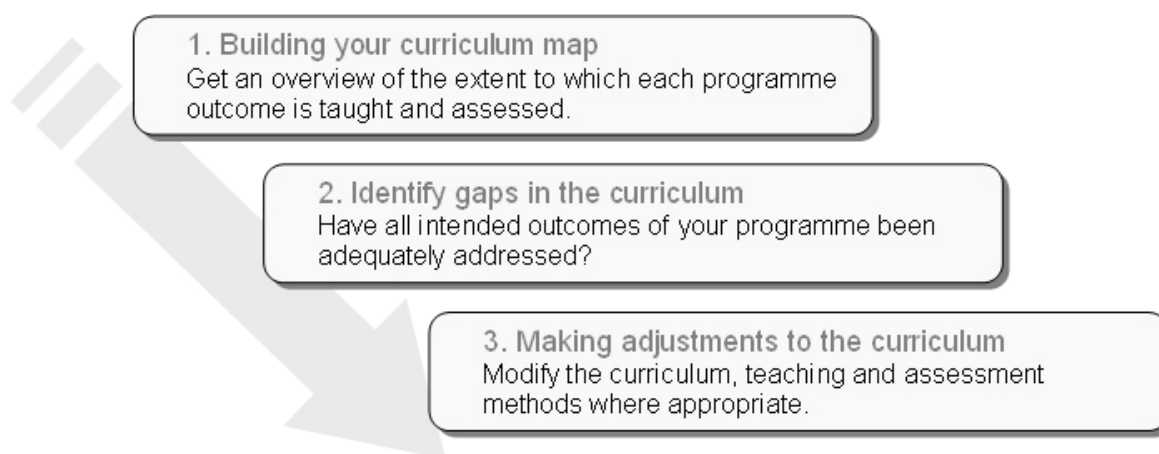 1. Building your curriculum map
Get an overview of the extent to which each programme
outcome is taught and assessed.
2. Identify gaps in the curriculum
Have all intended outcomes of your programme been
adequately addressed?
3. Making adjustments to the curriculum
Modify the curriculum, teaching and assessment
methods where appropriate.